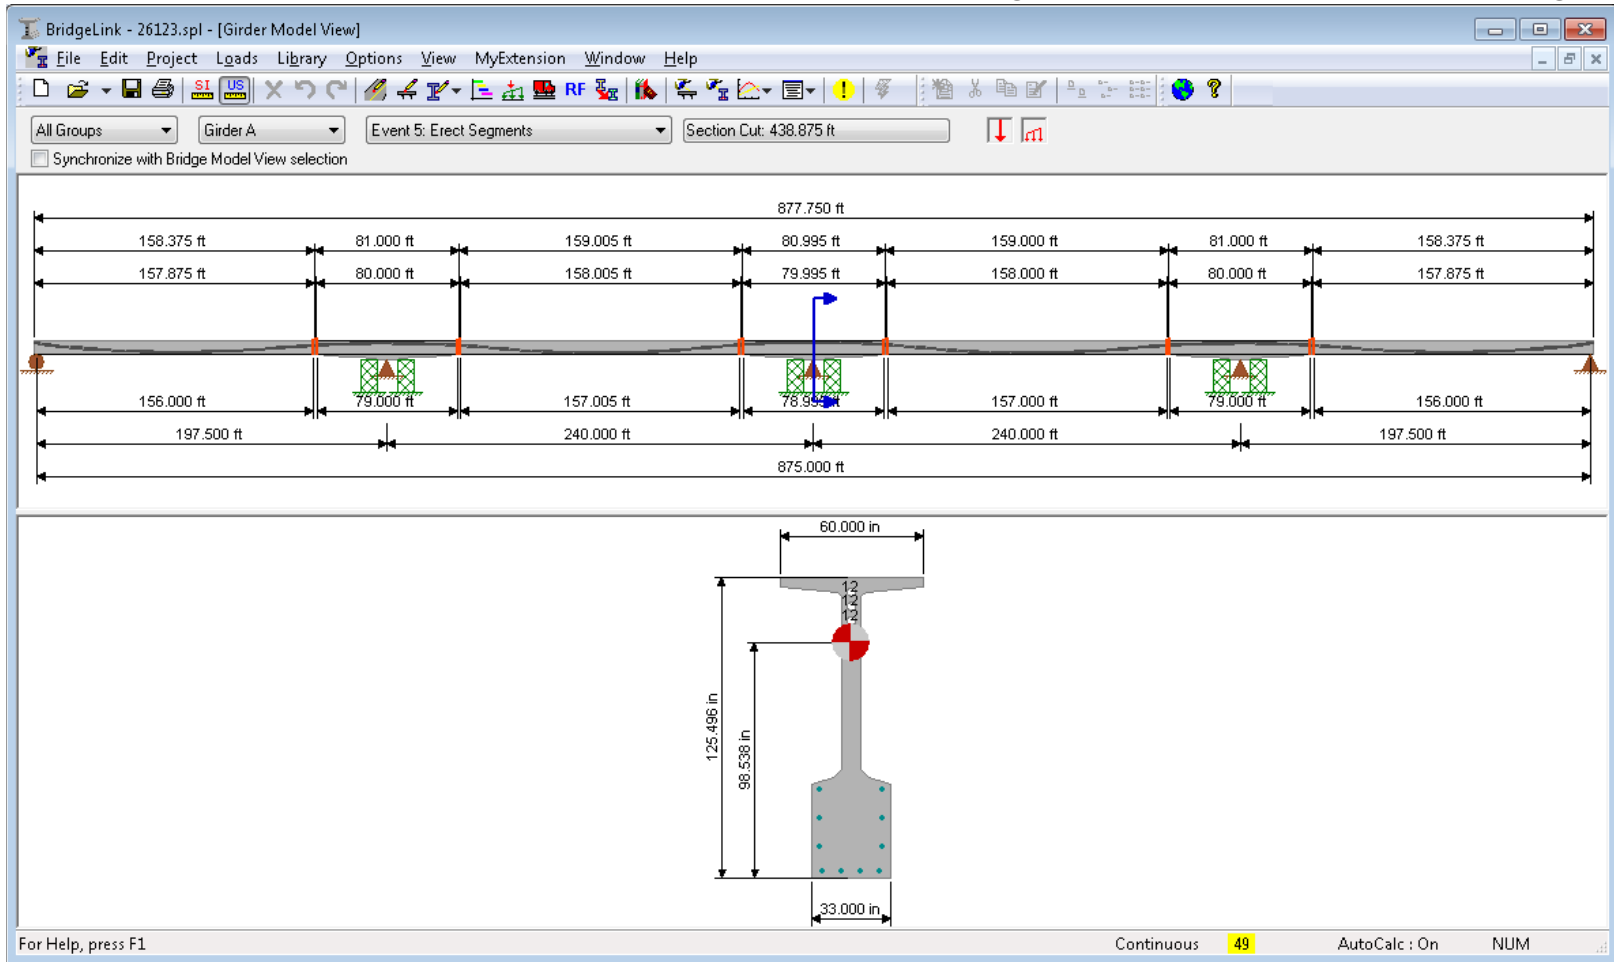 BridgeLink - 26123.spl - [Girder Model View]
File Edit Project Loads Library Options View MyExtension Window Help
SI US RF
All Groups Girder A Event 5: Erect Segments Section Cut: 438.875 ft
Synchronize with Bridge Model View selection
877.750 ft
158.375 ft 81.000 ft 159.005 ft 80.995 ft 159.000 ft 81.000 ft 158.375 ft
157.875 ft 80.000 ft 158.005 ft 79.995 ft 158.000 ft 80.000 ft 157.875 ft
156.000 ft 79.000 ft 157.005 ft 78.995 ft 157.000 ft 79.000 ft 156.000 ft
197.500 ft 240.000 ft 240.000 ft 197.500 ft
875.000 ft
60.000 in
12
12
12
125.496 in
98.538 in
33.000 in
For Help, press F1 Continuous 49 AutoCalc : On NUM